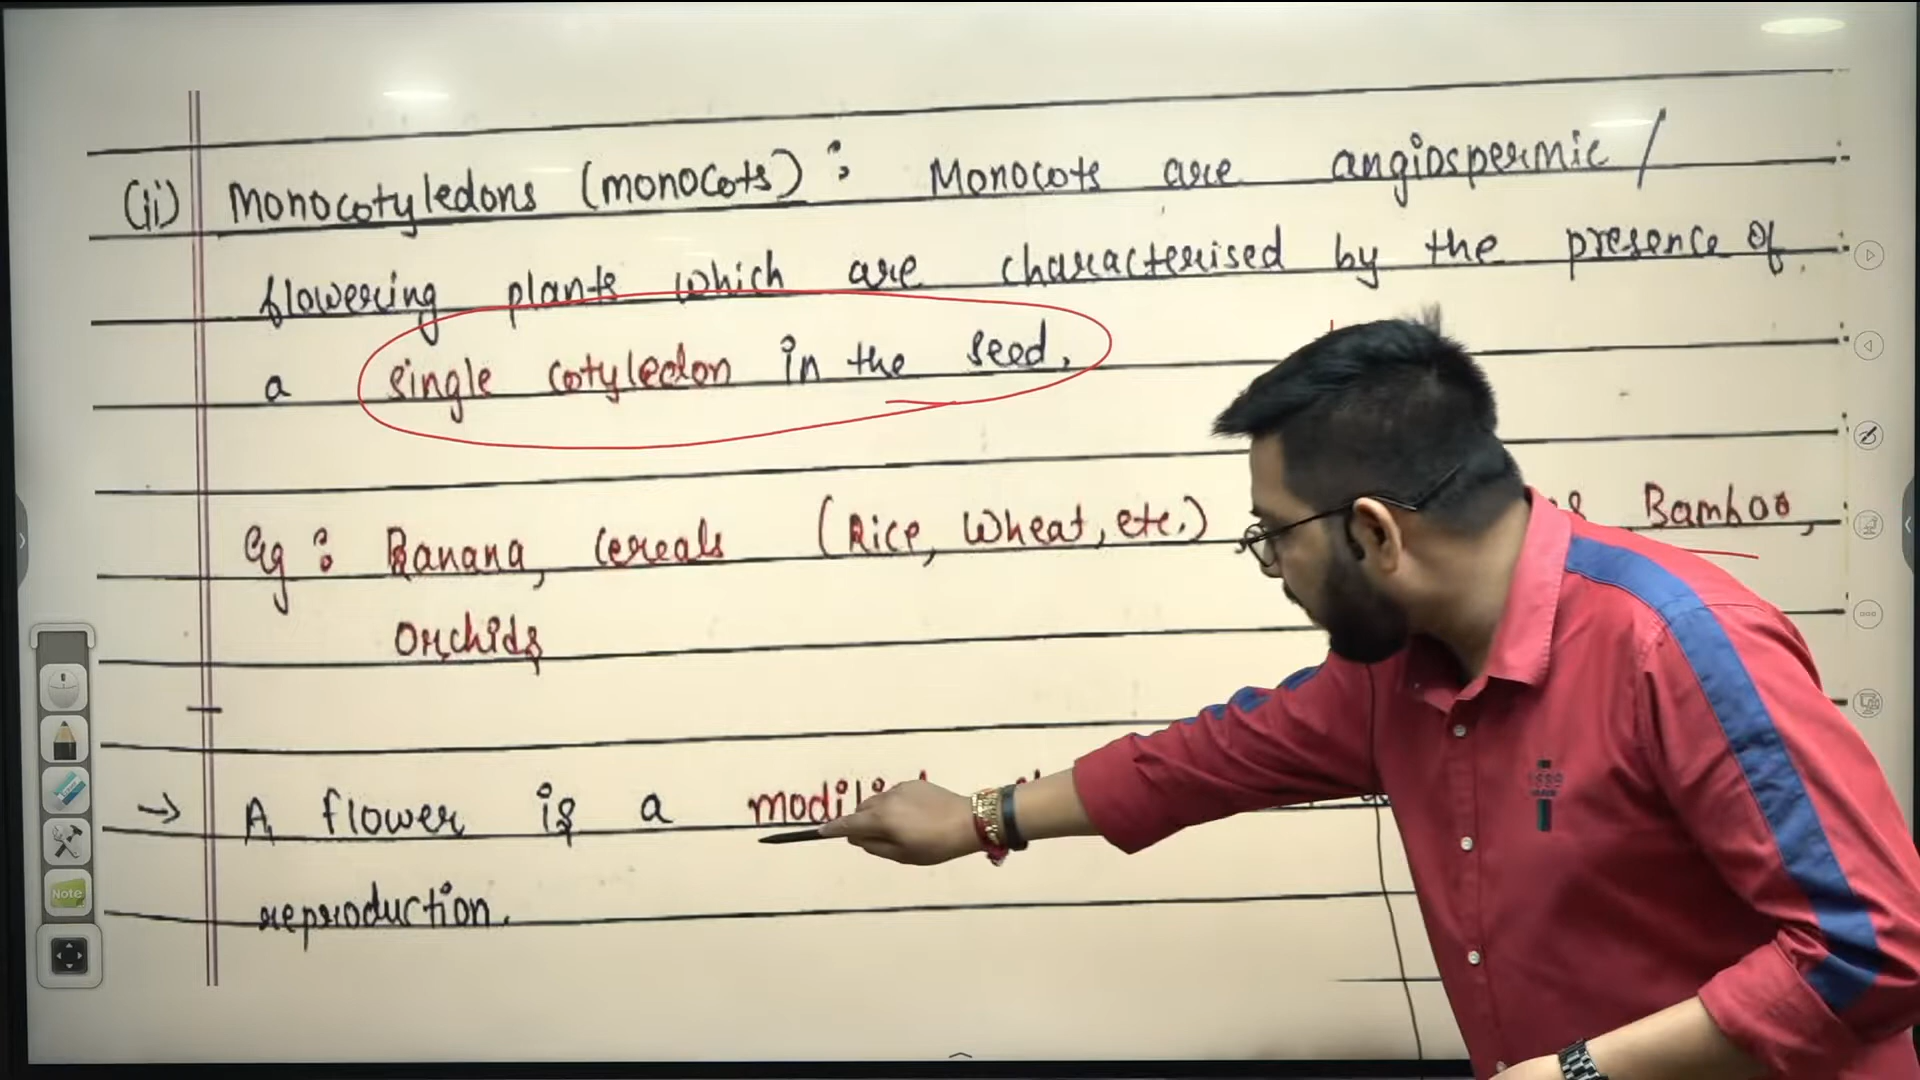 (ii) Monocotyledons (monocots) : Monocots are angiospermic /
flowering plants which are characterised by the presence of
a single cotyledon in the seed.
Eg : Banana, Cereals (Rice, Wheat, etc.), Bamboo,
Orchids
→ A flower is a
reproduction.
Note